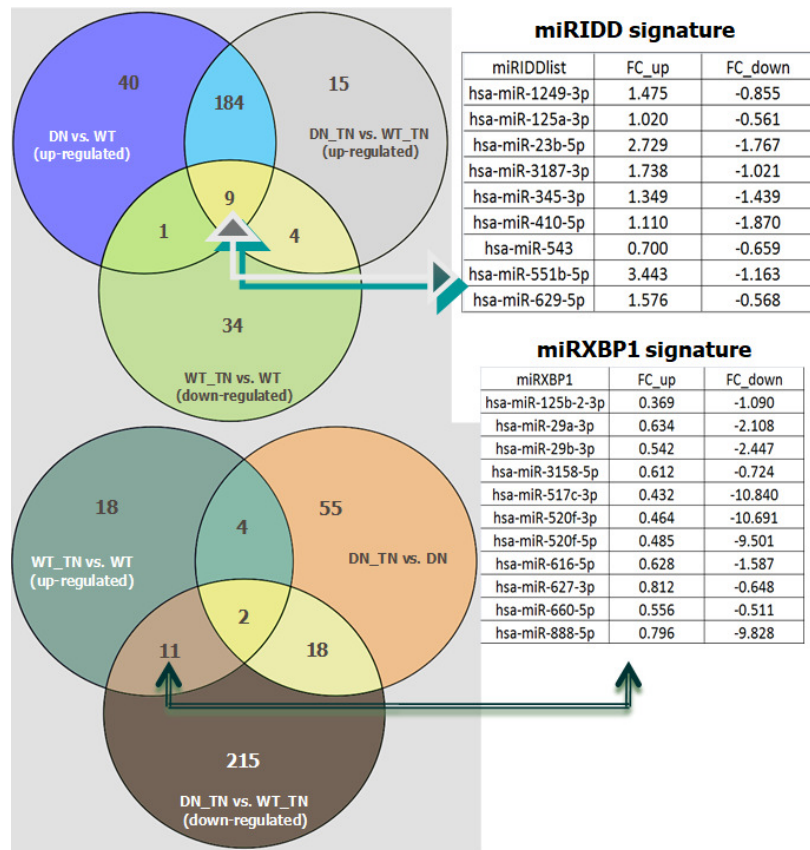 40
184
15
DN vs. WT
(up-regulated)
DN_TN vs. WT_TN
(up-regulated)
9
1
4
34
WT_TN vs. WT
(down-regulated)
miRIDD signature
miRIDDlist FC_up FC_down
hsa-miR-1249-3p 1.475 -0.855
hsa-miR-125a-3p 1.020 -0.561
hsa-miR-23b-5p 2.729 -1.767
hsa-miR-3187-3p 1.738 -1.021
hsa-miR-345-3p 1.349 -1.439
hsa-miR-410-5p 1.110 -1.870
hsa-miR-543 0.700 -0.659
hsa-miR-551b-5p 3.443 -1.163
hsa-miR-629-5p 1.576 -0.568
miRXBP1 signature
miRXBP1 FC_up FC_down
hsa-miR-125b-2-3p 0.369 -1.090
hsa-miR-29a-3p 0.634 -2.108
hsa-miR-29b-3p 0.542 -2.447
hsa-miR-3158-5p 0.612 -0.724
hsa-miR-517c-3p 0.432 -10.840
hsa-miR-520f-3p 0.464 -10.691
hsa-miR-520f-5p 0.485 -9.501
hsa-miR-616-5p 0.628 -1.587
hsa-miR-627-3p 0.812 -0.648
hsa-miR-660-5p 0.556 -0.511
hsa-miR-888-5p 0.796 -9.828
18
4
55
WT_TN vs. WT
(up-regulated)
DN_TN vs. DN
2
11
18
215
DN_TN vs. WT_TN
(down-regulated)